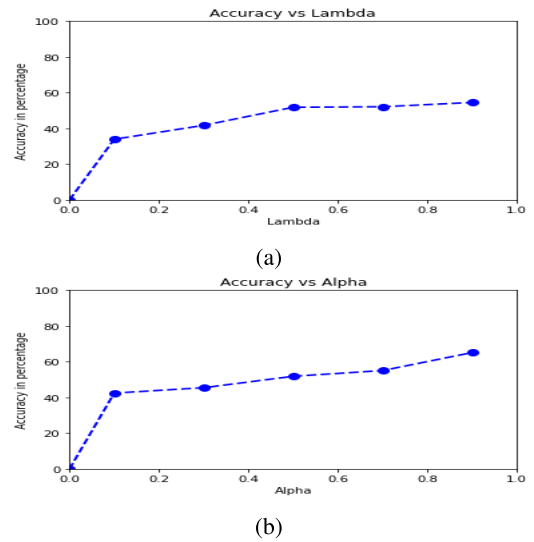 Accuracy vs Lambda
100
80
60
40
20
0
Accuracy in percentage
0.0 0.2 0.4 0.6 0.8 1.0
Lambda
(a)
Accuracy vs Alpha
100
80
60
40
20
0
Accuracy in percentage
0.0 0.2 0.4 0.6 0.8 1.0
Alpha
(b)